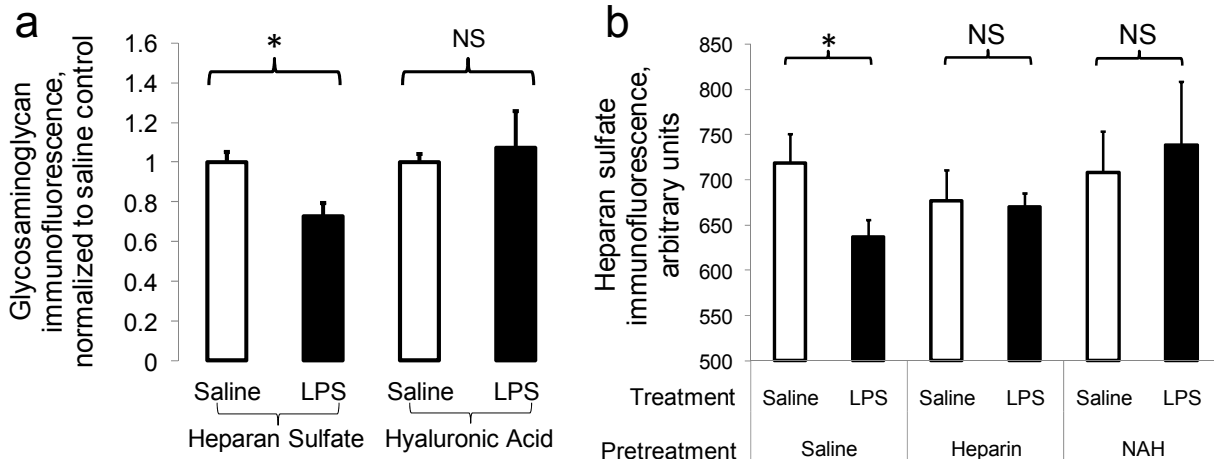 a
Glycosaminoglycan
immunofluorescence,
normalized to saline control
1.6
1.4
1.2
1
0.8
0.6
0.4
0.2
0
*
NS
Saline LPS Saline LPS
Heparan Sulfate Hyaluronic Acid
b
Heparan sulfate
immunofluorescence,
arbitrary units
850
800
750
700
650
600
550
500
*
NS
NS
Treatment Saline LPS Saline LPS Saline LPS
Pretreatment Saline Heparin NAH